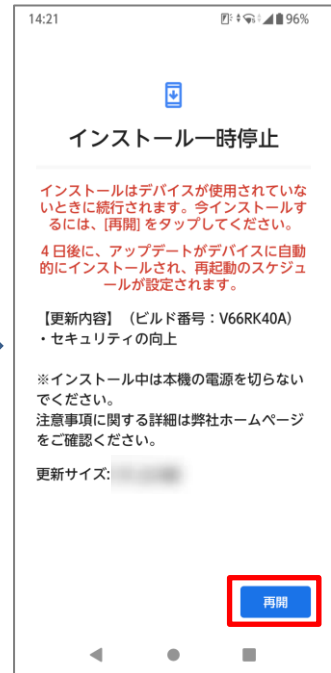 14:21
96%
インストール一時停止
インストールはデバイスが使用されていな
いときに続行されます。今インストールす
るには、[再開] をタップしてください。
4 日後に、アップデートがデバイスに自動
的にインストールされ、再起動のスケジュ
ールが設定されます。
【更新内容】（ビルド番号：V66RK40A）
・セキュリティの向上
※インストール中は本機の電源を切らない
でください。
注意事項に関する詳細は弊社ホームページ
をご確認ください。
更新サイズ:
再開